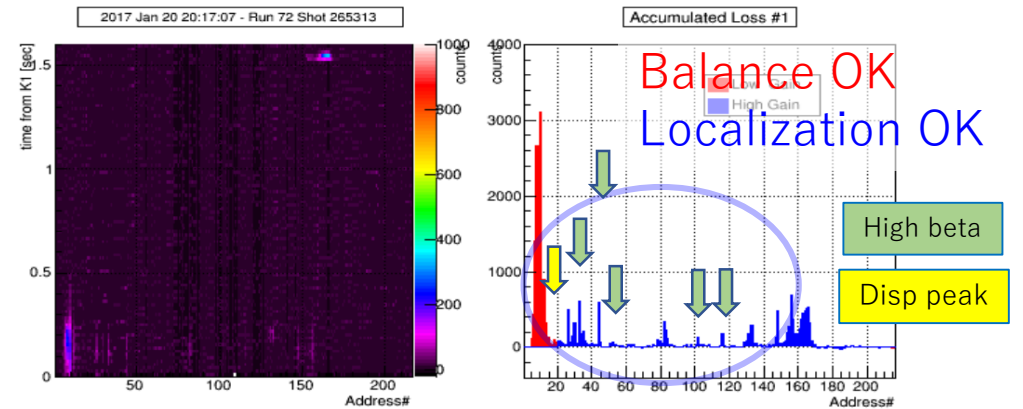 2017 Jan 20 20:17:07 - Run 72 Shot 265313
time from K1 [sec]
1.5
1
0.5
0
50
100
150
200
Address#
1000
800
600
400
200
0
counts
Accumulated Loss #1
counts
4000
3000
2000
1000
0
20
40
60
80
100
120
140
160
180
200
Address#
Low Gain
High Gain
Balance OK
Localization OK
High beta
Disp peak